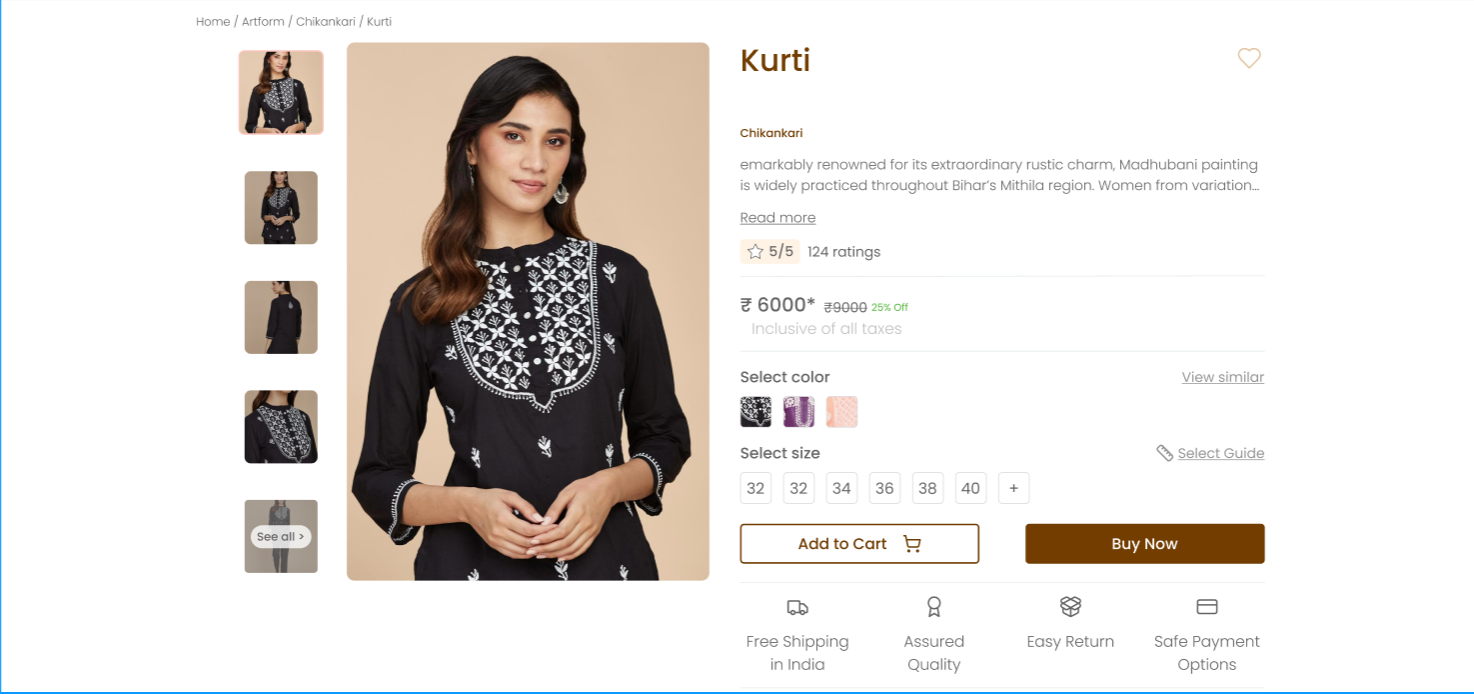 Home / Artform / Chikankari / Kurti
See all >
Kurti
Chikankari
emarkably renowned for its extraordinary rustic charm, Madhubani painting
is widely practiced throughout Bihar's Mithila region. Women from variation...
Read more
5/5 124 ratings
₹ 6000* ₹9000 25% Off
Inclusive of all taxes
Select color View similar
Select size Select Guide
32 32 34 36 38 40 +
Add to Cart Buy Now
Free Shipping Assured Easy Return Safe Payment
in India Quality Options